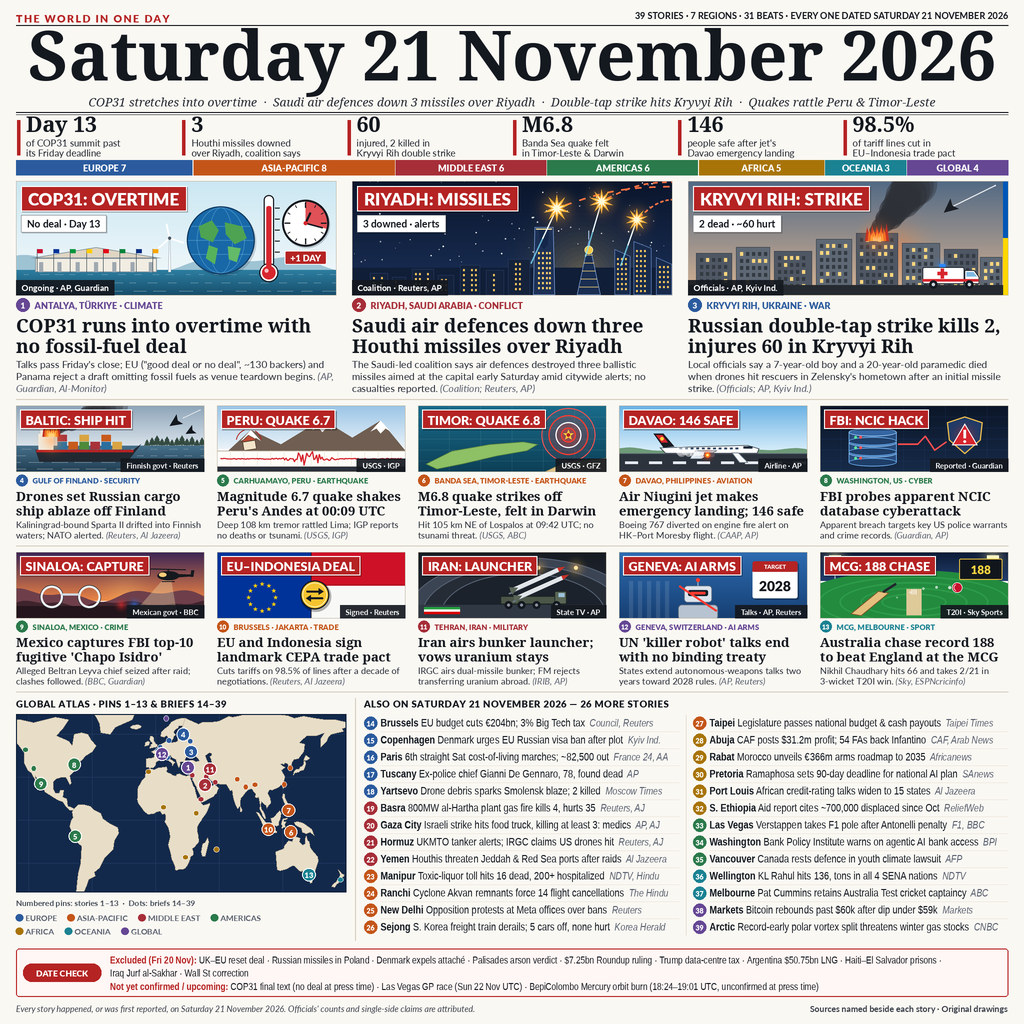 THE WORLD IN ONE DAY
39 STORIES · 7 REGIONS · 31 BEATS · EVERY ONE DATED SATURDAY 21 NOVEMBER 2026
Saturday 21 November 2026
COP31 stretches into overtime · Saudi air defences down 3 missiles over Riyadh · Double-tap strike hits Kryvyi Rih · Quakes rattle Peru & Timor-Leste
Day 13
of COP31 summit past
its Friday deadline
3
Houthi missiles downed
over Riyadh, coalition says
60
injured, 2 killed in
Kryvyi Rih double strike
M6.8
Banda Sea quake felt
in Timor-Leste & Darwin
146
people safe after jet's
Davao emergency landing
98.5%
of tariff lines cut in
EU–Indonesia trade pact
EUROPE 7
ASIA-PACIFIC 8
MIDDLE EAST 6
AMERICAS 6
AFRICA 5
OCEANIA 3
GLOBAL 4
COP31: OVERTIME
No deal · Day 13
+1 DAY
Ongoing · AP, Guardian
1 ANTALYA, TÜRKIYE · CLIMATE
COP31 runs into overtime with
no fossil-fuel deal
Talks pass Friday's close; EU ("good deal or no deal", ~130 backers) and
Panama reject a draft omitting fossil fuels as venue teardown begins. (AP,
Guardian, Al-Monitor)
RIYADH: MISSILES
3 downed · alerts
Coalition · Reuters, AP
2 RIYADH, SAUDI ARABIA · CONFLICT
Saudi air defences down three
Houthi missiles over Riyadh
The Saudi-led coalition says air defences destroyed three ballistic
missiles aimed at the capital early Saturday amid citywide alerts; no
casualties reported. (Coalition; Reuters, AP)
KRYVYI RIH: STRIKE
2 dead · ~60 hurt
Officials · AP, Kyiv Ind.
3 KRYVYI RIH, UKRAINE · WAR
Russian double-tap strike kills 2,
injures 60 in Kryvyi Rih
Local officials say a 7-year-old boy and a 20-year-old paramedic died
when drones hit rescuers in Zelensky's hometown after an initial missile
strike. (Officials; AP, Kyiv Ind.)
BALTIC: SHIP HIT
Finnish govt · Reuters
4 GULF OF FINLAND · SECURITY
Drones set Russian cargo
ship ablaze off Finland
Kaliningrad-bound Sparta II drifted into Finnish
waters; NATO alerted. (Reuters, Al Jazeera)
PERU: QUAKE 6.7
USGS · IGP
5 CARHUAMAYO, PERU · EARTHQUAKE
Magnitude 6.7 quake shakes
Peru's Andes at 00:09 UTC
Deep 108 km tremor rattled Lima; IGP reports
no deaths or tsunami. (USGS, IGP)
TIMOR: QUAKE 6.8
USGS · GFZ
6 BANDA SEA, TIMOR-LESTE · EARTHQUAKE
M6.8 quake strikes off
Timor-Leste, felt in Darwin
Hit 105 km NE of Lospalos at 09:42 UTC; no
tsunami threat. (USGS, ABC)
DAVAO: 146 SAFE
Airline · AP
7 DAVAO, PHILIPPINES · AVIATION
Air Niugini jet makes
emergency landing; 146 safe
Boeing 767 diverted on engine fire alert on
HK–Port Moresby flight. (CAAP, AP)
FBI: NCIC HACK
Reported · Guardian
8 WASHINGTON, US · CYBER
FBI probes apparent NCIC
database cyberattack
Apparent breach targets key US police warrants
and crime records. (Guardian, AP)
SINALOA: CAPTURE
Mexican govt · BBC
9 SINALOA, MEXICO · CRIME
Mexico captures FBI top-10
fugitive 'Chapo Isidro'
Alleged Beltran Leyva chief seized after raid;
clashes followed. (BBC, Guardian)
EU–INDONESIA DEAL
Signed · Reuters
10 BRUSSELS · JAKARTA · TRADE
EU and Indonesia sign
landmark CEPA trade pact
Cuts tariffs on 98.5% of lines after a decade of
negotiations. (Reuters, Al Jazeera)
IRAN: LAUNCHER
State TV · AP
11 TEHRAN, IRAN · MILITARY
Iran airs bunker launcher;
vows uranium stays
IRGC airs dual-missile bunker; FM rejects
transferring uranium abroad. (IRIB, AP)
GENEVA: AI ARMS
TARGET
2028
Talks · AP, Reuters
12 GENEVA, SWITZERLAND · AI ARMS
UN 'killer robot' talks end
with no binding treaty
States extend autonomous-weapons talks two
years toward 2028 rules. (AP, Reuters)
MCG: 188 CHASE
188
T20I · Sky Sports
13 MCG, MELBOURNE · SPORT
Australia chase record 188
to beat England at the MCG
Nikhil Chaudhary hits 66 and takes 2/21 in
3-wicket T20I win. (Sky, ESPNcricinfo)
GLOBAL ATLAS · PINS 1–13 & BRIEFS 14–39
4
12
3
8
1
11
9
2
7
5
10
6
13
Numbered pins: stories 1–13 · Dots: briefs 14–39
EUROPE
ASIA-PACIFIC
MIDDLE EAST
AMERICAS
AFRICA
OCEANIA
GLOBAL
ALSO ON SATURDAY 21 NOVEMBER 2026 — 26 MORE STORIES
14 Brussels EU budget cuts €204bn; 3% Big Tech tax Council, Reuters
15 Copenhagen Denmark urges EU Russian visa ban after plot Kyiv Ind.
16 Paris 6th straight Sat cost-of-living marches; ~82,500 out France 24, AA
17 Tuscany Ex-police chief Gianni De Gennaro, 78, found dead AP
18 Yartsevo Drone debris sparks Smolensk blaze; 2 killed Moscow Times
19 Basra 800MW al-Hartha plant gas fire kills 4, hurts 35 Reuters, AJ
20 Gaza City Israeli strike hits food truck, killing at least 3: medics AP, AJ
21 Hormuz UKMTO tanker alerts; IRGC claims US drones hit Reuters, AJ
22 Yemen Houthis threaten Jeddah & Red Sea ports after raids Al Jazeera
23 Manipur Toxic-liquor toll hits 16 dead, 200+ hospitalized NDTV, Hindu
24 Ranchi Cyclone Akvan remnants force 14 flight cancellations The Hindu
25 New Delhi Opposition protests at Meta offices over bans Reuters
26 Sejong S. Korea freight train derails; 5 cars off, none hurt Korea Herald
27 Taipei Legislature passes national budget & cash payouts Taipei Times
28 Abuja CAF posts $31.2m profit; 54 FAs back Infantino CAF, Arab News
29 Rabat Morocco unveils €366m arms roadmap to 2035 Africanews
30 Pretoria Ramaphosa sets 90-day deadline for national AI plan SAnews
31 Port Louis African credit-rating talks widen to 15 states Al Jazeera
32 S. Ethiopia Aid report cites ~700,000 displaced since Oct ReliefWeb
33 Las Vegas Verstappen takes F1 pole after Antonelli penalty F1, BBC
34 Washington Bank Policy Institute warns on agentic AI bank access BPI
35 Vancouver Canada rests defence in youth climate lawsuit AFP
36 Wellington KL Rahul hits 136, tons in all 4 SENA nations NDTV
37 Melbourne Pat Cummins retains Australia Test cricket captaincy ABC
38 Markets Bitcoin rebounds past $60k after dip under $59k Markets
39 Arctic Record-early polar vortex split threatens winter gas stocks CNBC
DATE CHECK
Excluded (Fri 20 Nov): UK–EU reset deal · Russian missiles in Poland · Denmark expels attaché · Palisades arson verdict · $7.25bn Roundup ruling · Trump data-centre tax · Argentina $50.75bn LNG · Haiti–El Salvador prisons ·
Iraq Jurf al-Sakhar · Wall St correction
Not yet confirmed / upcoming: COP31 final text (no deal at press time) · Las Vegas GP race (Sun 22 Nov UTC) · BepiColombo Mercury orbit burn (18:24–19:01 UTC, unconfirmed at press time)
Every story happened, or was first reported, on Saturday 21 November 2026. Officials' counts and single-side claims are attributed.
Sources named beside each story · Original drawings